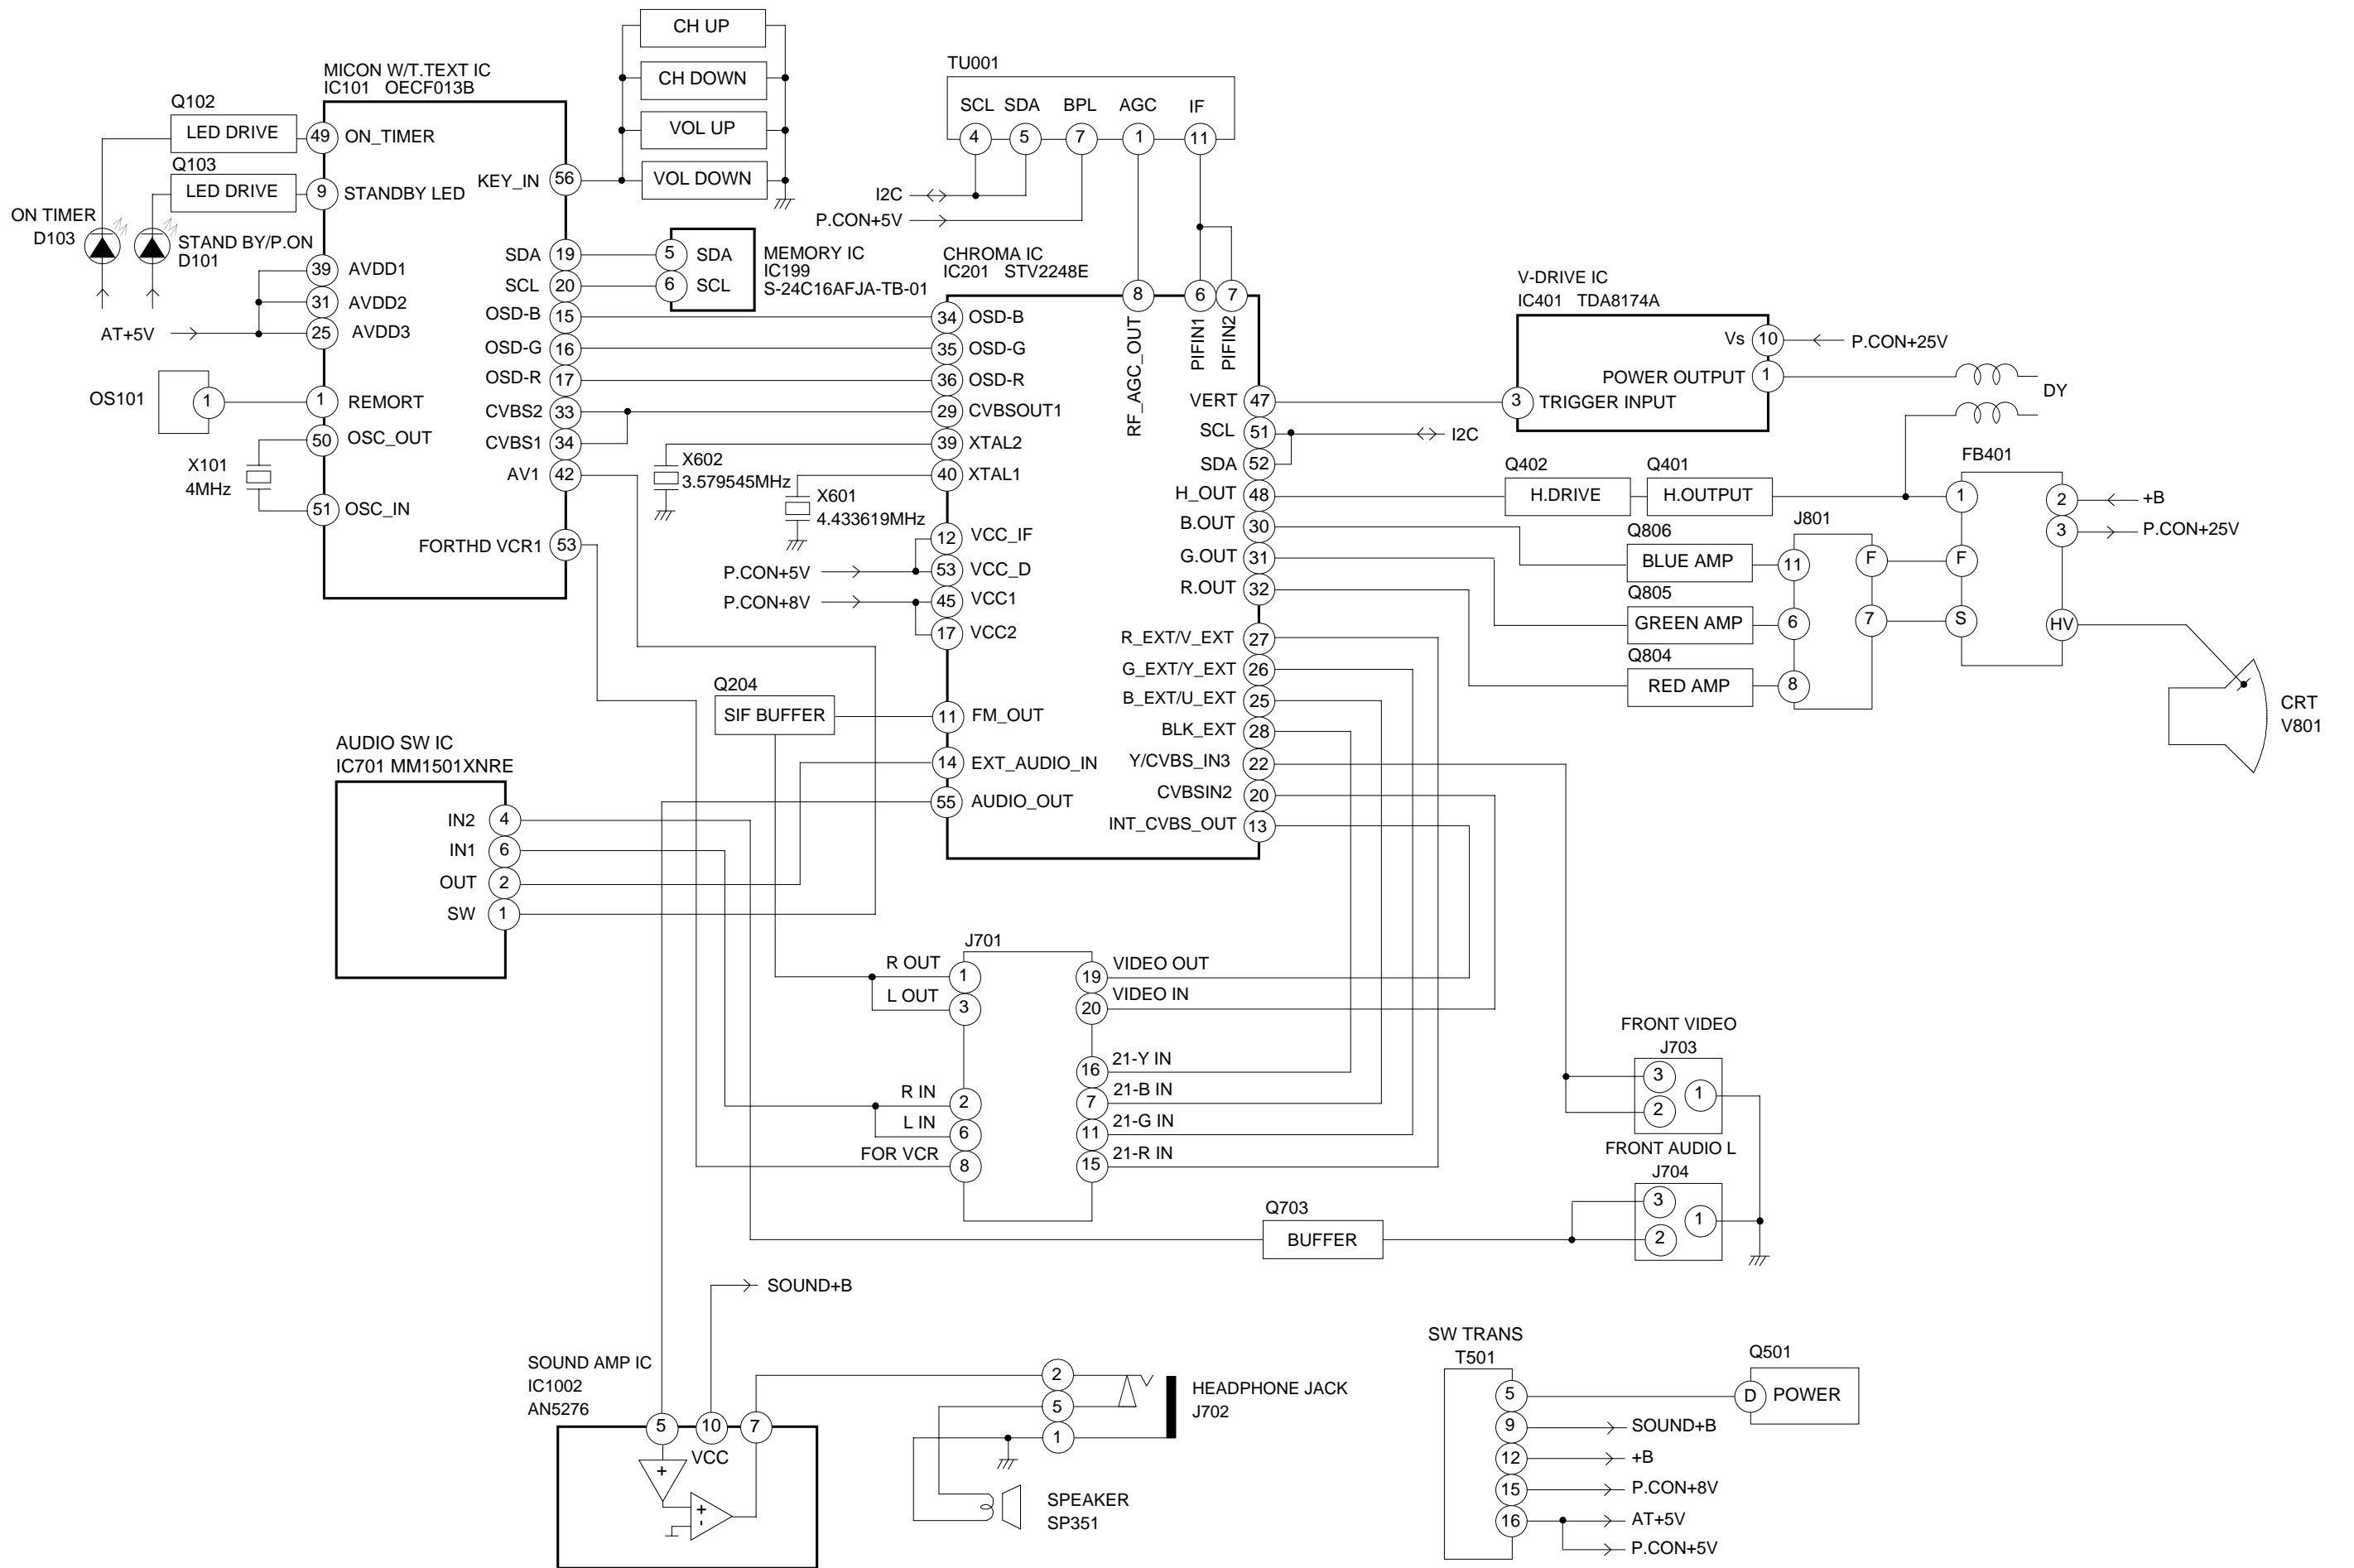 CH UP
CH DOWN
VOL UP
VOL DOWN
MICON W/T.TEXT IC
IC101 OECF013B
Q102
LED DRIVE
49 ON_TIMER
Q103
LED DRIVE
9 STANDBY LED
KEY_IN 56
ON TIMER
D103
STAND BY/P.ON
D101
39 AVDD1
31 AVDD2
25 AVDD3
AT+5V
OS101
1
1 REMORT
50 OSC_OUT
X101
4MHz
51 OSC_IN
SDA 19
SCL 20
OSD-B 15
OSD-G 16
OSD-R 17
CVBS2 33
CVBS1 34
AV1 42
FORTHD VCR1 53
5 SDA
6 SCL
MEMORY IC
IC199
S-24C16AFJA-TB-01
TU001
SCL SDA BPL AGC IF
4 5 7 1 11
I2C
P.CON+5V
CHROMA IC
IC201 STV2248E
8 6 7
RF_AGC_OUT
PIFIN1
PIFIN2
34 OSD-B
35 OSD-G
36 OSD-R
29 CVBSOUT1
39 XTAL2
40 XTAL1
X602
3.579545MHz
X601
4.433619MHz
12 VCC_IF
53 VCC_D
45 VCC1
17 VCC2
P.CON+5V
P.CON+8V
Q204
SIF BUFFER
11 FM_OUT
14 EXT_AUDIO_IN
55 AUDIO_OUT
VERT 47
SCL 51
SDA 52
I2C
H_OUT 48
B.OUT 30
G.OUT 31
R.OUT 32
R_EXT/V_EXT 27
G_EXT/Y_EXT 26
B_EXT/U_EXT 25
BLK_EXT 28
Y/CVBS_IN3 22
CVBSIN2 20
INT_CVBS_OUT 13
V-DRIVE IC
IC401 TDA8174A
Vs 10
P.CON+25V
POWER OUTPUT 1
3 TRIGGER INPUT
DY
Q402
H.DRIVE
Q401
H.OUTPUT
FB401
1
2
+B
3
P.CON+25V
F
S
HV
Q806
BLUE AMP
Q805
GREEN AMP
Q804
RED AMP
J801
11
6
8
F
7
CRT
V801
AUDIO SW IC
IC701 MM1501XNRE
IN2 4
IN1 6
OUT 2
SW 1
J701
R OUT 1
L OUT 3
R IN 2
L IN 6
FOR VCR 8
19 VIDEO OUT
20 VIDEO IN
16 21-Y IN
7 21-B IN
11 21-G IN
15 21-R IN
FRONT VIDEO
J703
3
2
1
FRONT AUDIO L
J704
3
2
1
Q703
BUFFER
SOUND+B
SOUND AMP IC
IC1002
AN5276
5 10 7
VCC
+
+
-
2
5
1
HEADPHONE JACK
J702
SPEAKER
SP351
SW TRANS
T501
5
9 SOUND+B
12 +B
15 P.CON+8V
16 AT+5V
P.CON+5V
Q501
D POWER